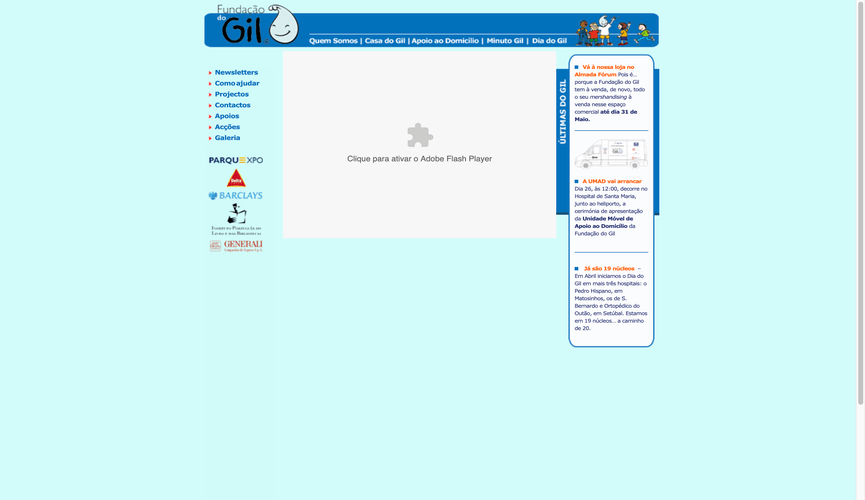 Fundação
do
Gil
Quem Somos | Casa do Gil | Apoio ao Domicílio | Minuto Gil | Dia do Gil
Newsletters
Como ajudar
Projectos
Contactos
Apoios
Acções
Galeria
PARQUE EXPO
Delta
BARCLAYS
GENERALI
Clique para ativar o Adobe Flash Player
ÚLTIMAS DO GIL
Vá à nossa loja no
Almada Fórum Pois é...
porque a Fundação do Gil
tem à venda, de novo, todo
o seu mershandising à
venda nesse espaço
comercial até dia 31 de
Maio.
A UMAD vai arrancar
Dia 26, às 12:00, decorre no
Hospital de Santa Maria,
junto ao heliporto, a
cerimónia de apresentação
da Unidade Móvel de
Apoio ao Domicílio da
Fundação do Gil
Já são 19 núcleos –
Em Abril iniciamos o Dia do
Gil em mais três hospitais: o
Pedro Hispano, em
Matosinhos, os de S.
Bernardo e Ortopédico do
Outão, em Setúbal. Estamos
em 19 núcleos... a caminho
de 20.